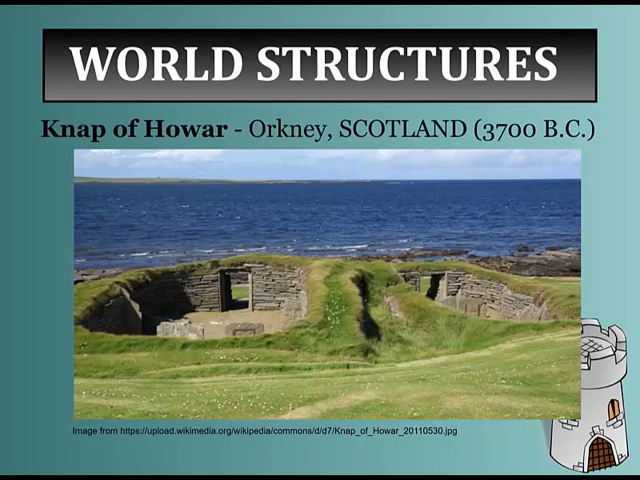 WORLD STRUCTURES
Knap of Howar - Orkney, SCOTLAND (3700 B.C.)
Image from https://upload.wikimedia.org/wikipedia/commons/d/d7/Knap_of_Howar_20110530.jpg